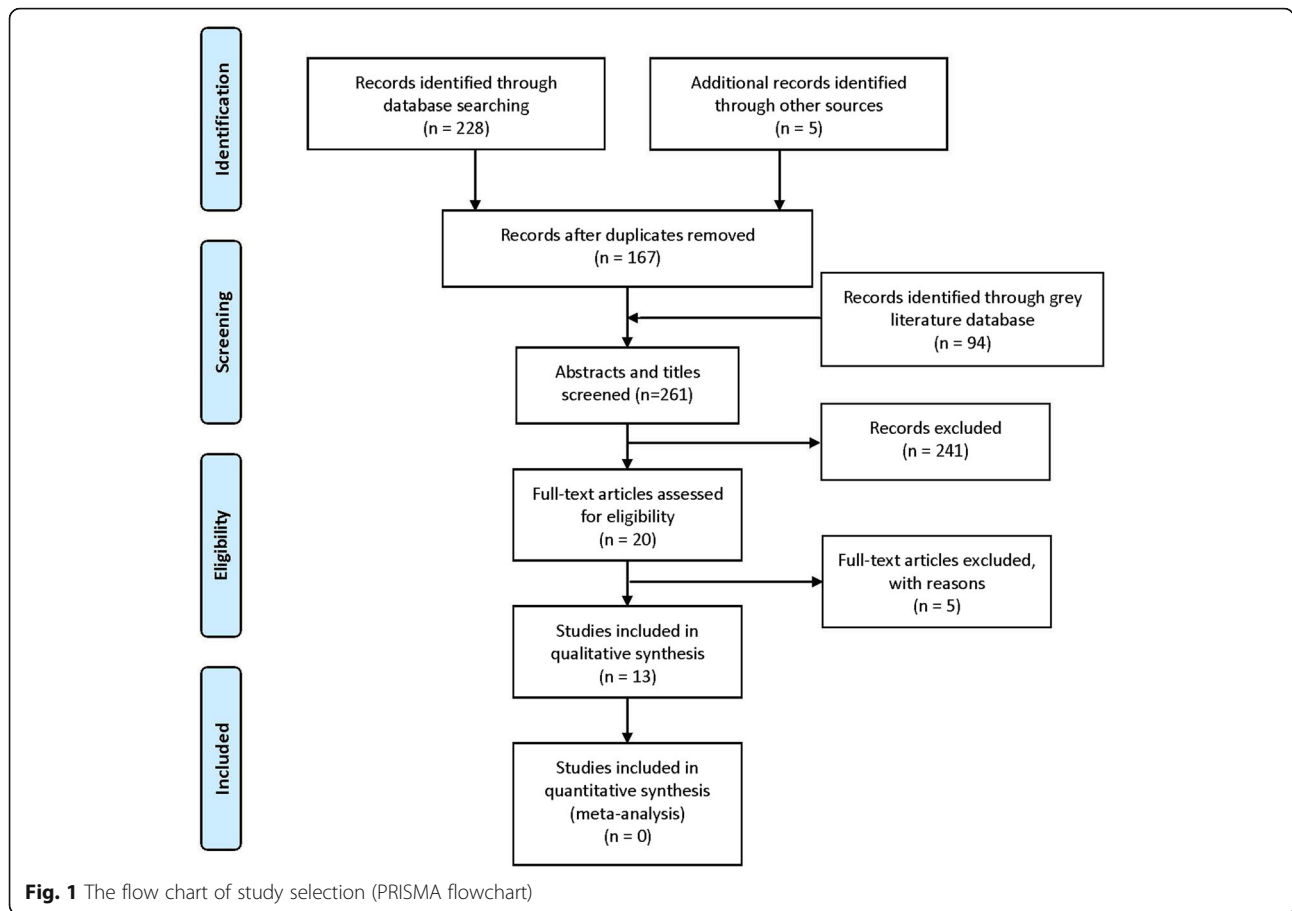 Identification
Records identified through
database searching
(n = 228)
Additional records identified
through other sources
(n = 5)
Records after duplicates removed
(n = 167)
Screening
Records identified through grey
literature database
(n = 94)
Abstracts and titles
screened (n=261)
Records excluded
(n = 241)
Eligibility
Full-text articles assessed
for eligibility
(n = 20)
Full-text articles excluded,
with reasons
(n = 5)
Studies included in
qualitative synthesis
(n = 13)
Included
Studies included in
quantitative synthesis
(meta-analysis)
(n = 0)
Fig. 1 The flow chart of study selection (PRISMA flowchart)